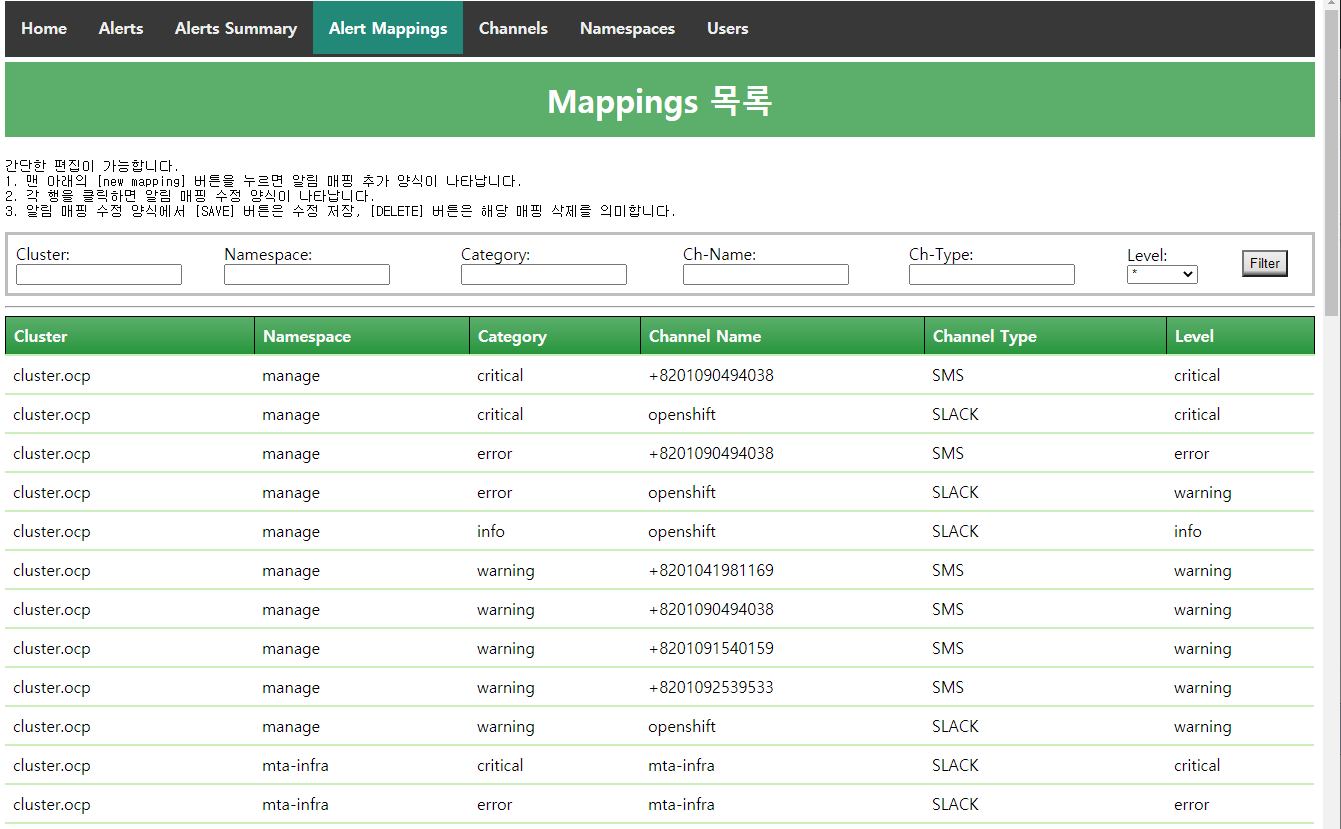 Home Alerts Alerts Summary Alert Mappings Channels Namespaces Users
Mappings 목록
간단한 편집이 가능합니다.
1. 맨 아래의 [new mapping] 버튼을 누르면 알림 매핑 추가 양식이 나타납니다.
2. 각 행을 클릭하면 알림 매핑 수정 양식이 나타납니다.
3. 알림 매핑 수정 양식에서 [SAVE] 버튼은 수정 저장, [DELETE] 버튼은 해당 매핑 삭제을 의미합니다.
Cluster: Namespace: Category: Ch-Name: Ch-Type: Level:
* Filter
Cluster Namespace Category Channel Name Channel Type Level
cluster.ocp manage critical +8201090494038 SMS critical
cluster.ocp manage critical openshift SLACK critical
cluster.ocp manage error +8201090494038 SMS error
cluster.ocp manage error openshift SLACK warning
cluster.ocp manage info openshift SLACK info
cluster.ocp manage warning +8201041981169 SMS warning
cluster.ocp manage warning +8201090494038 SMS warning
cluster.ocp manage warning +8201091540159 SMS warning
cluster.ocp manage warning +8201092539533 SMS warning
cluster.ocp manage warning openshift SLACK warning
cluster.ocp mta-infra critical mta-infra SLACK critical
cluster.ocp mta-infra error mta-infra SLACK error